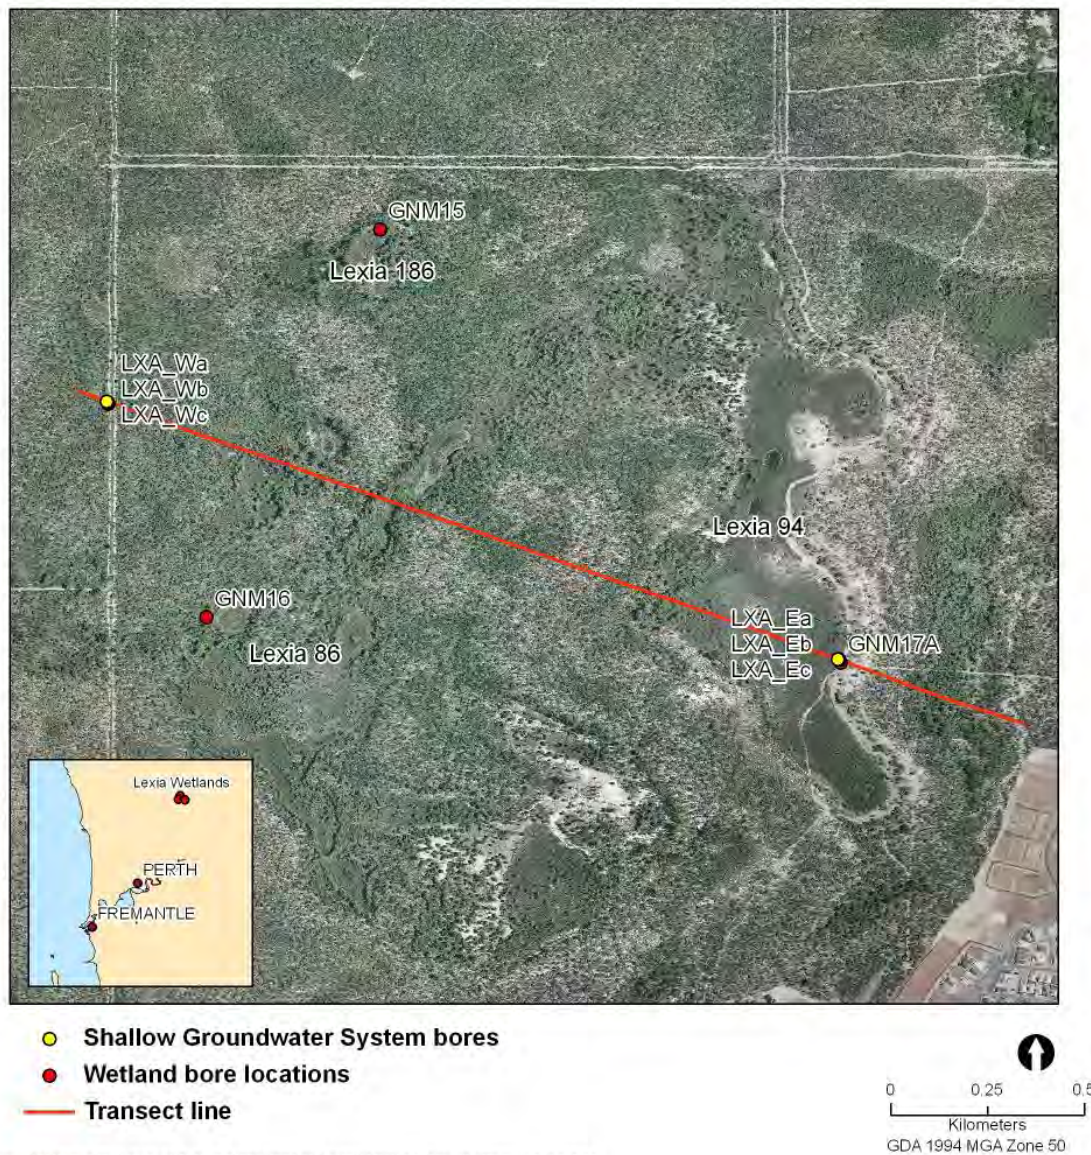 GNM15
Lexia 186
LXA_Wa
LXA_Wb
LXA_Wc
Lexia 94
GNM16
Lexia 86
LXA_Ea
LXA_Eb
LXA_Ec
GNM17A
Lexia Wetlands
PERTH
FREMANTLE
Shallow Groundwater System bores
Wetland bore locations
Transect line
0 0.25 0.5
Kilometers
GDA 1994 MGA Zone 50